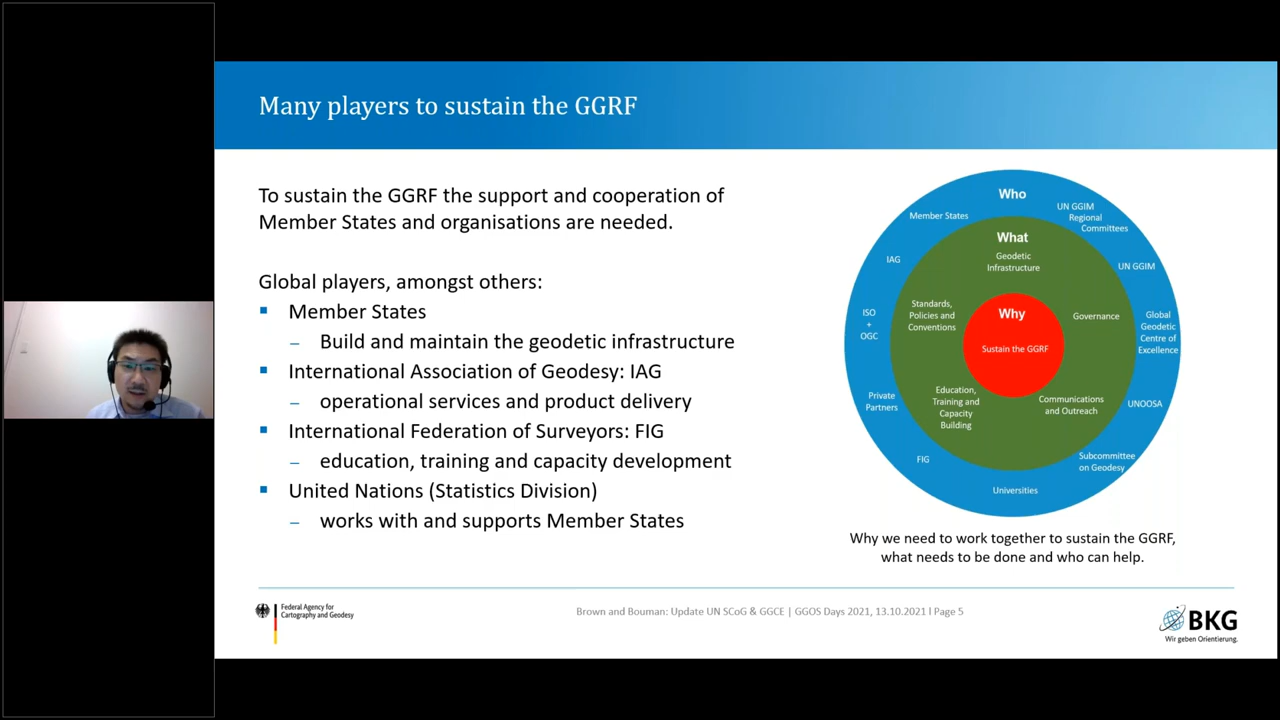 Many players to sustain the GGRF
To sustain the GGRF the support and cooperation of
Member States and organisations are needed.
Global players, amongst others:
▪ Member States
– Build and maintain the geodetic infrastructure
▪ International Association of Geodesy: IAG
– operational services and product delivery
▪ International Federation of Surveyors: FIG
– education, training and capacity development
▪ United Nations (Statistics Division)
– works with and supports Member States
Who
Member States
UN GGIM
Regional
Committees
IAG
UN GGIM
ISO
+
OGC
Global
Geodetic
Centre of
Excellence
Private
Partners
UNOOSA
FIG
Subcommittee
on Geodesy
Universities
What
Geodetic
Infrastructure
Standards,
Policies and
Conventions
Governance
Education,
Training and
Capacity
Building
Communications
and Outreach
Why
Sustain the GGRF
Why we need to work together to sustain the GGRF,
what needs to be done and who can help.
Federal Agency for
Cartography and Geodesy
Brown and Bouman: Update UN SCoG & GGCE | GGOS Days 2021, 13.10.2021 l Page 5
BKG
Wir geben Orientierung.